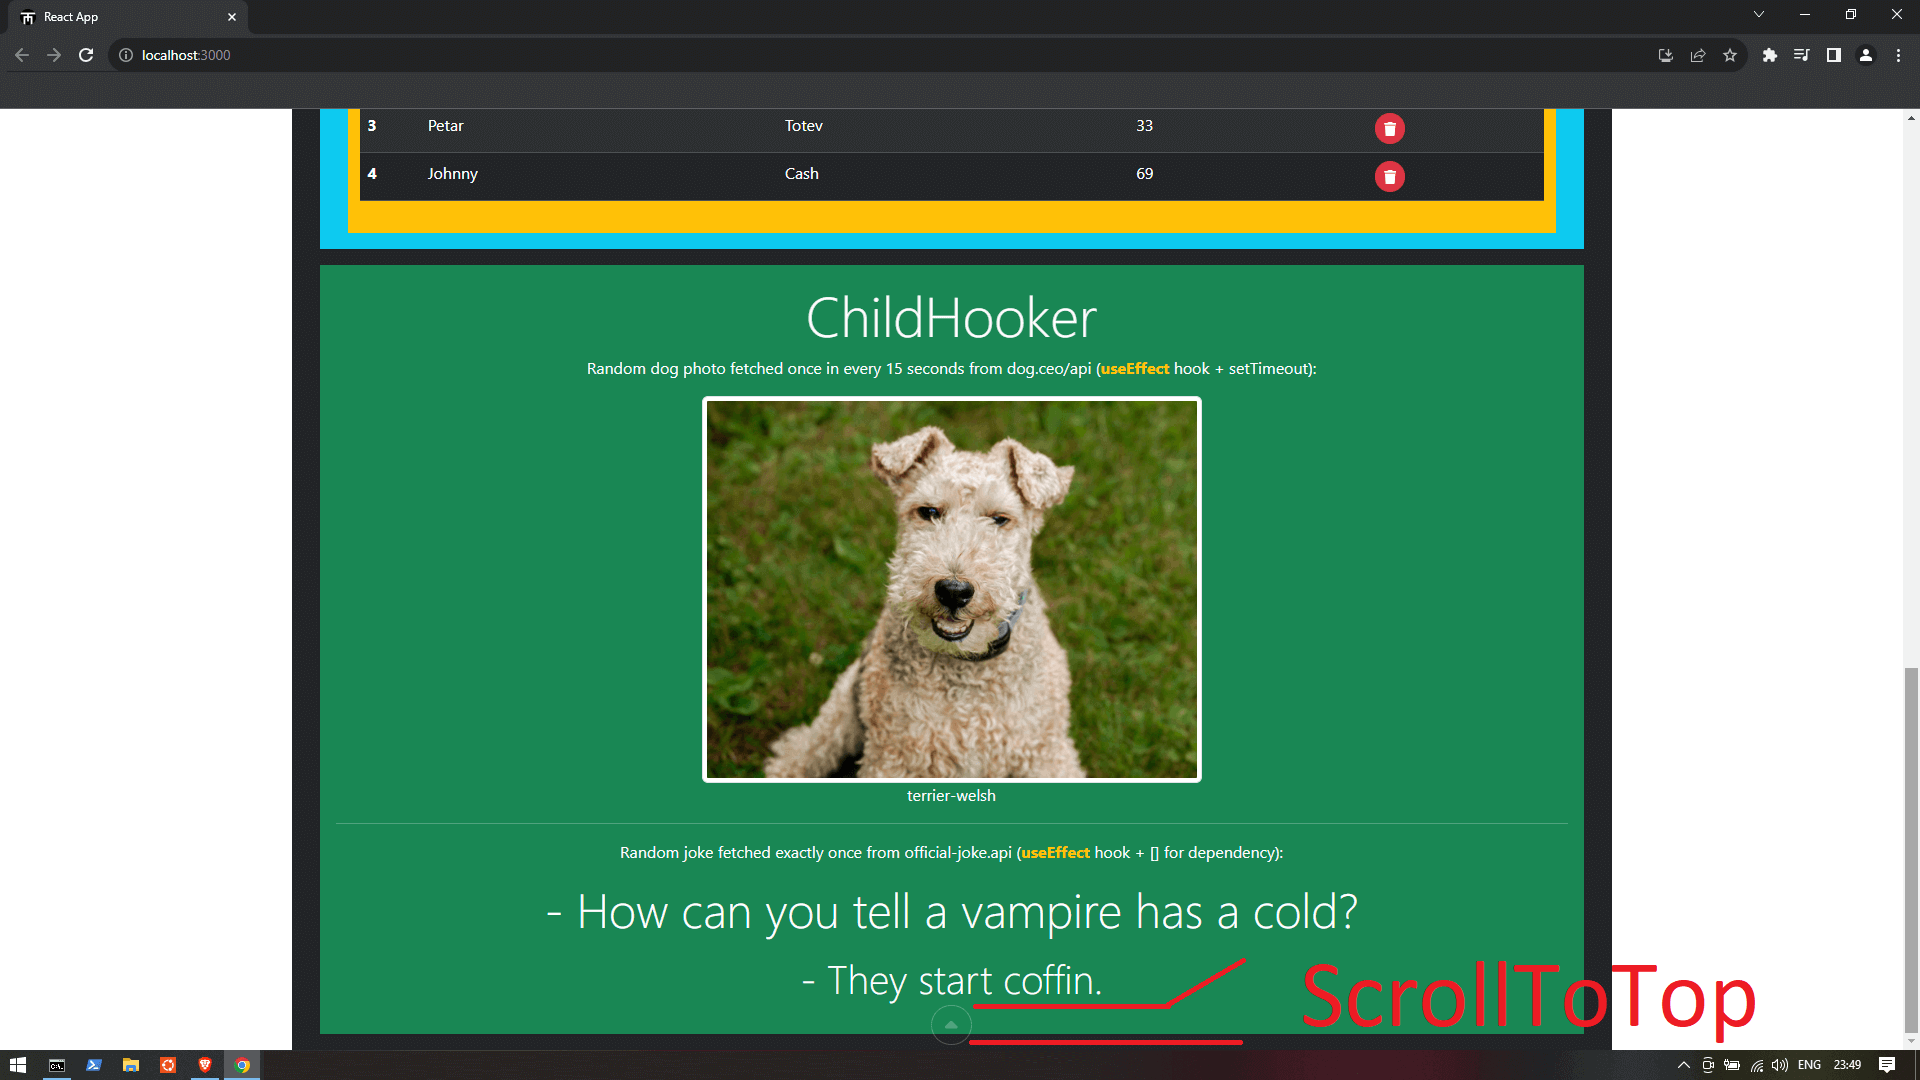 React App
localhost:3000
3 Petar Totev 33
4 Johnny Cash 69
ChildHooker
Random dog photo fetched once in every 15 seconds from dog.ceo/api (useEffect hook + setTimeout):
terrier-welsh
Random joke fetched exactly once from official-joke.api (useEffect hook + [] for dependency):
- How can you tell a vampire has a cold?
- They start coffin.
ScrollToTop
ENG 23:49